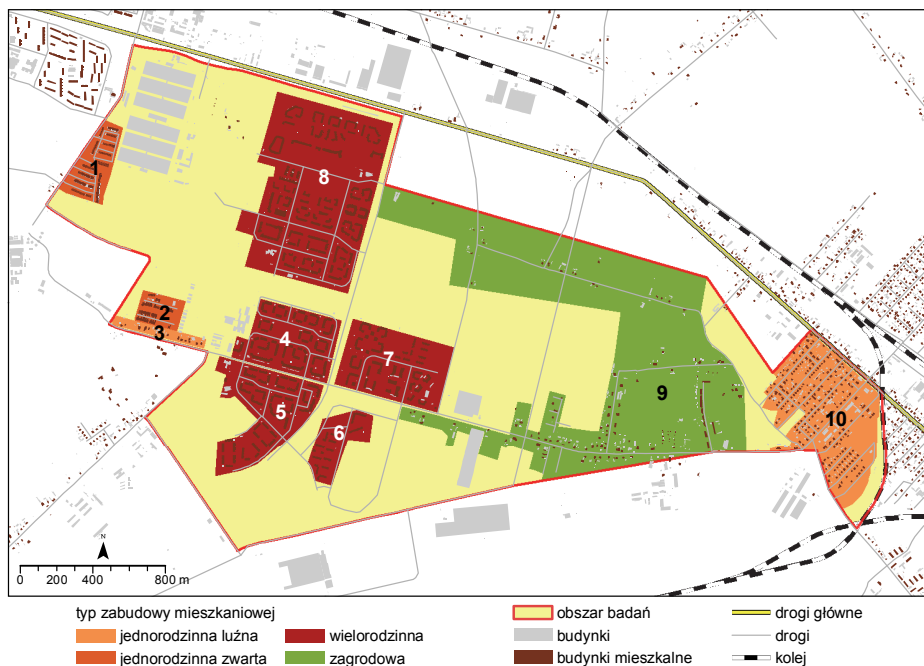 1
8
2
3
4
7
5
6
9
10
N
0 200 400 800 m
typ zabudowy mieszkaniowej
jednorodzinna luźna
jednorodzinna zwarta
wielorodzinna
zagrodowa
obszar badań
budynki
budynki mieszkalne
drogi główne
drogi
kolej